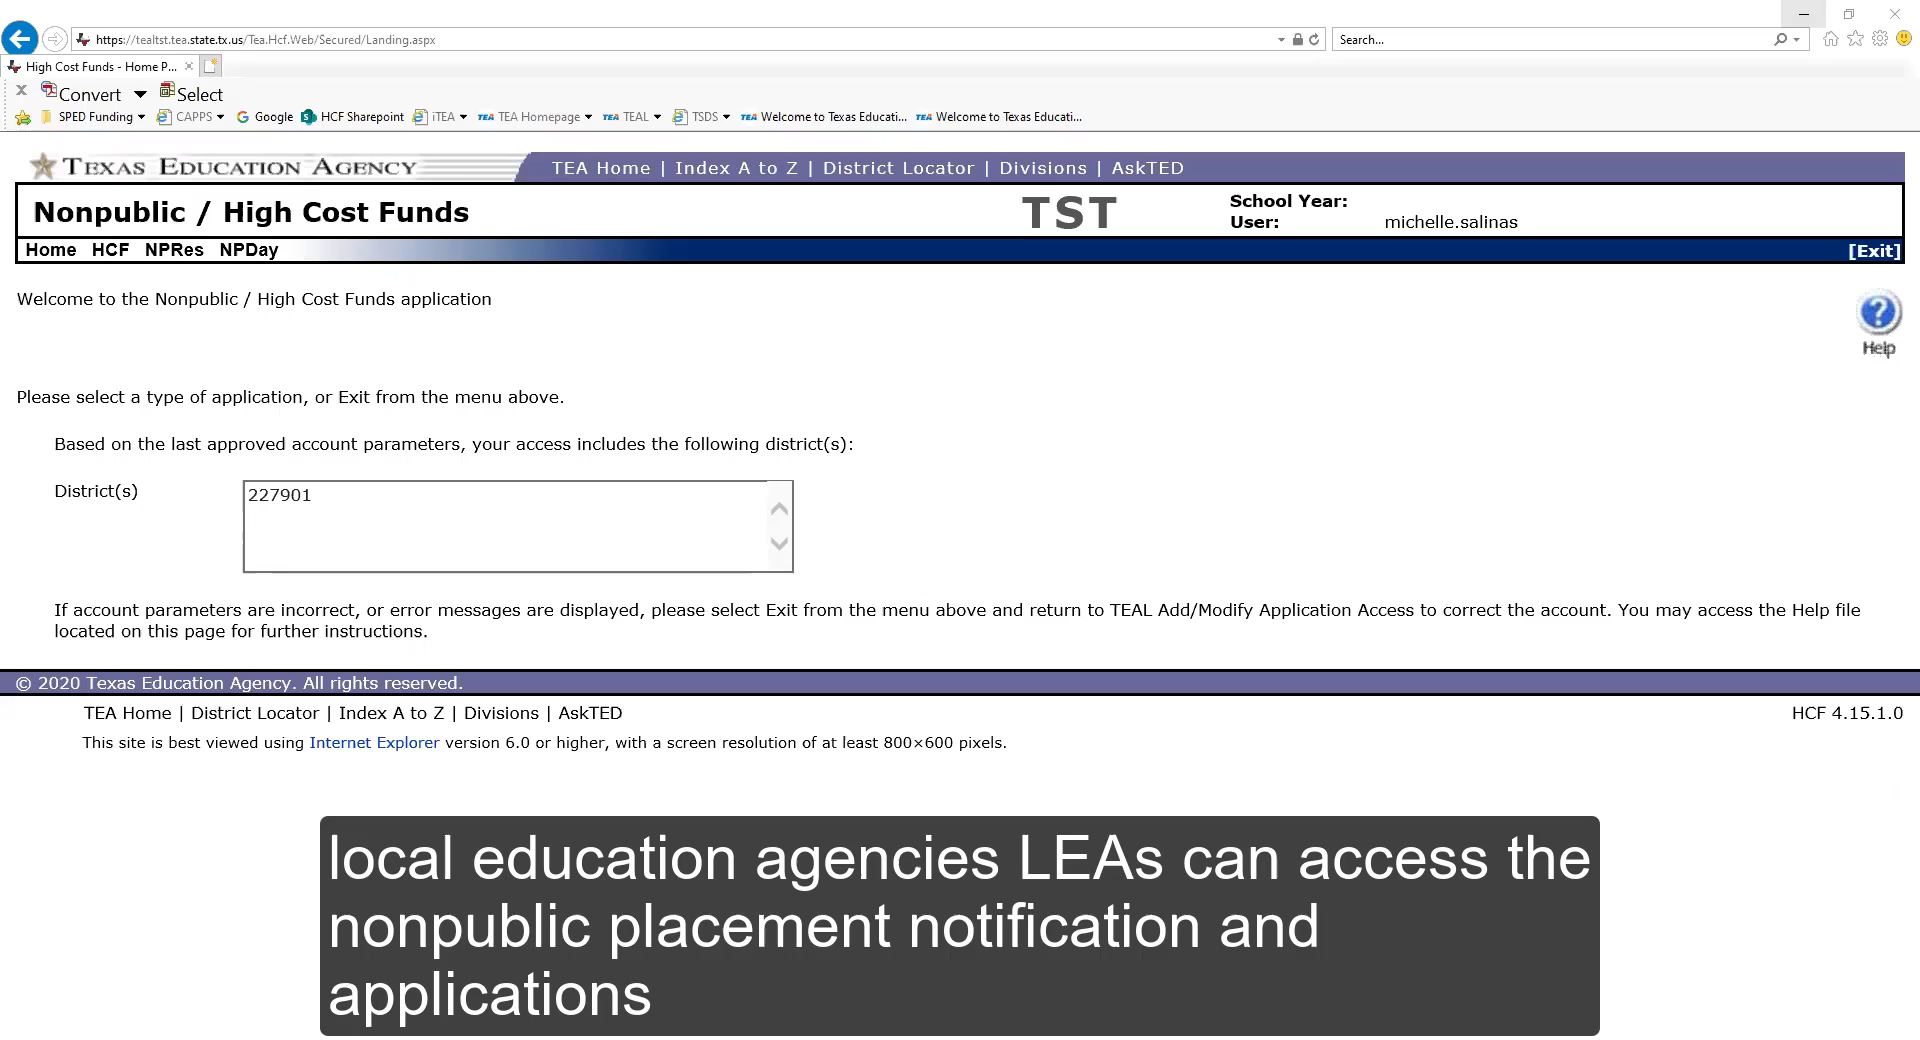 https://tealtst.tea.state.tx.us/Tea.Hcf.Web/Secured/Landing.aspx
Search...
High Cost Funds - Home P...
x Convert Select
SPED Funding CAPPS Google HCF Sharepoint iTEA TEA TEA Homepage TEA TEAL TSDS TEA Welcome to Texas Educati... TEA Welcome to Texas Educati...
TEXAS EDUCATION AGENCY
TEA Home | Index A to Z | District Locator | Divisions | AskTED
Nonpublic / High Cost Funds
TST
School Year:
User: michelle.salinas
Home HCF NPRes NPDay
[Exit]
Welcome to the Nonpublic / High Cost Funds application
?
Help
Please select a type of application, or Exit from the menu above.
Based on the last approved account parameters, your access includes the following district(s):
District(s)
227901
If account parameters are incorrect, or error messages are displayed, please select Exit from the menu above and return to TEAL Add/Modify Application Access to correct the account. You may access the Help file
located on this page for further instructions.
© 2020 Texas Education Agency. All rights reserved.
TEA Home | District Locator | Index A to Z | Divisions | AskTED
HCF 4.15.1.0
This site is best viewed using Internet Explorer version 6.0 or higher, with a screen resolution of at least 800×600 pixels.
local education agencies LEAs can access the
nonpublic placement notification and
applications